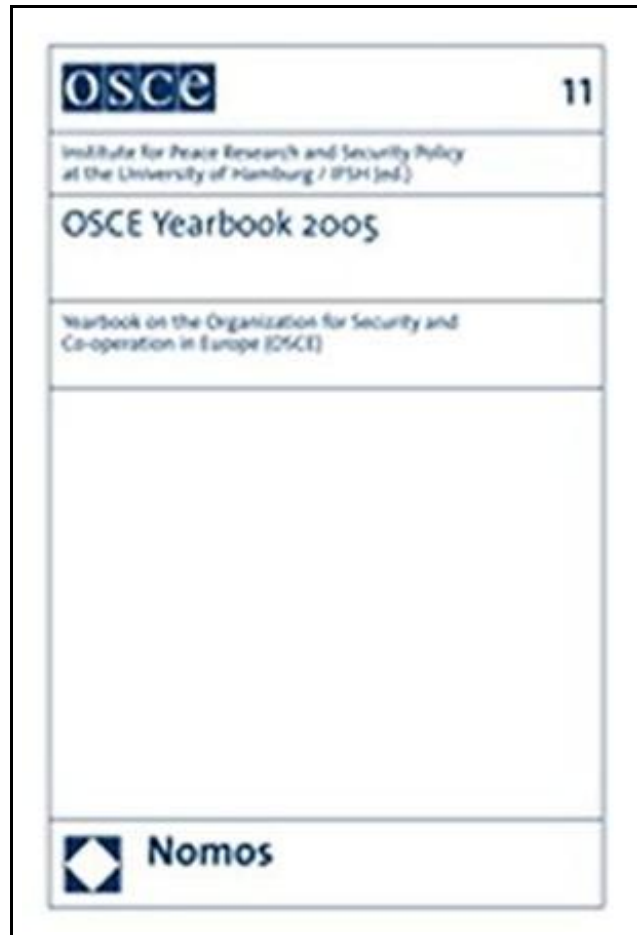 osce
11
Institute for Peace Research and Security Policy
at the University of Hamburg / IFSH (ed.)
OSCE Yearbook 2005
Yearbook on the Organization for Security and
Co-operation in Europe (OSCE)
Nomos